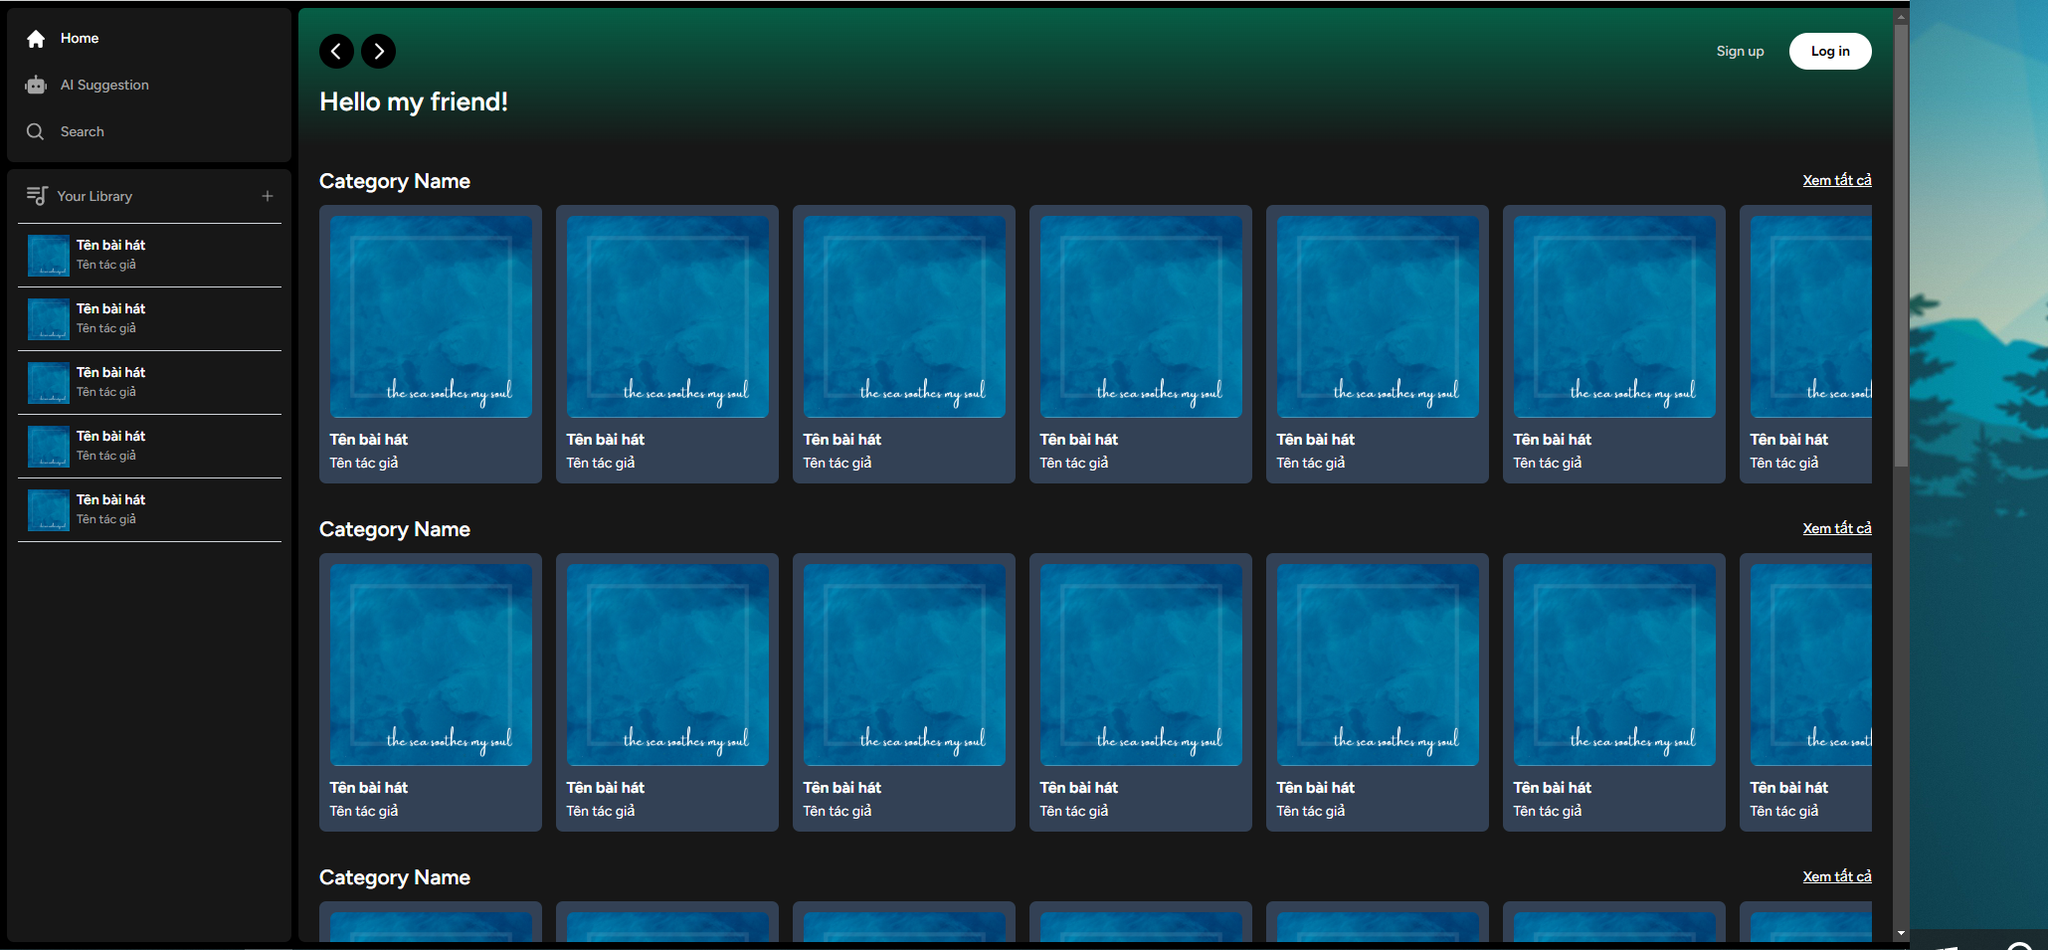 Home
AI Suggestion
Search
Your Library
Tên bài hát
Tên tác giả
Tên bài hát
Tên tác giả
Tên bài hát
Tên tác giả
Tên bài hát
Tên tác giả
Tên bài hát
Tên tác giả
Sign up
Log in
Hello my friend!
Category Name
Xem tất cả
the sea soothes my soul
the sea soothes my soul
the sea soothes my soul
the sea soothes my soul
the sea soothes my soul
the sea soothes my soul
the sea soot
Tên bài hát
Tên tác giả
Tên bài hát
Tên tác giả
Tên bài hát
Tên tác giả
Tên bài hát
Tên tác giả
Tên bài hát
Tên tác giả
Tên bài hát
Tên tác giả
Tên bài hát
Tên tác giả
Category Name
Xem tất cả
the sea soothes my soul
the sea soothes my soul
the sea soothes my soul
the sea soothes my soul
the sea soothes my soul
the sea soothes my soul
the sea soot
Tên bài hát
Tên tác giả
Tên bài hát
Tên tác giả
Tên bài hát
Tên tác giả
Tên bài hát
Tên tác giả
Tên bài hát
Tên tác giả
Tên bài hát
Tên tác giả
Tên bài hát
Tên tác giả
Category Name
Xem tất cả